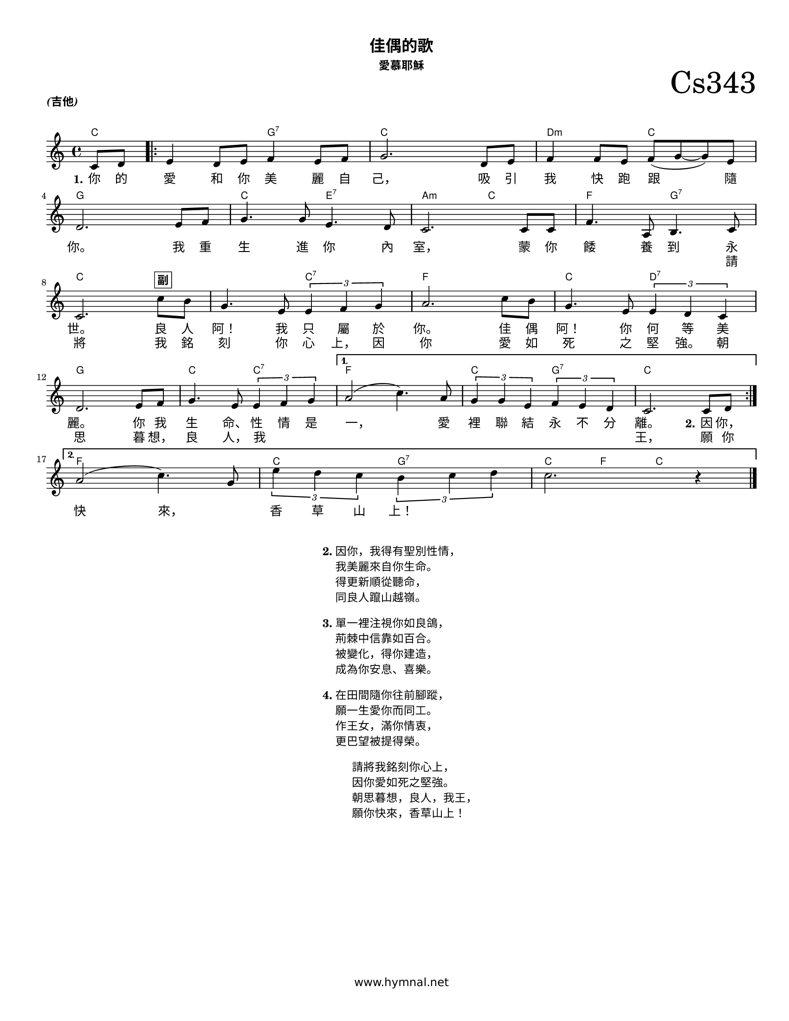 佳偶的歌
愛慕耶穌
Cs343
(吉他)
C G7 C Dm C
1. 你 的 愛 和 你 美 麗 自 己， 吸 引 我 快 跑 跟 隨
4 G C E7 Am C F G7
你。 我 重 生 進 你 內 室， 蒙 你 餧 養 到 永
請
8 C 副 C7 F C D7
3 3
世。 良 人 阿！ 我 只 屬 於 你。 佳 偶 阿！ 你 何 等 美
將 我 銘 刻 你 心 上，因 你 愛 如 死 之 堅 強。 朝
12 G C C7 1. F C G7 C
3 3 3
麗。 你 我 生 命、性 情 是 一， 愛 裡 聯 結 永 不 分 離。 2. 因 你，
思 暮 想， 良 人，我 王， 願 你
17 2. F C G7 C F C
3 3
快 來， 香 草 山 上！
2. 因你，我得有聖別性情，
我美麗來自你生命。
得更新順從聽命，
同良人躥山越嶺。
3. 單一裡注視你如良鴿，
荊棘中信靠如百合。
被變化，得你建造，
成為你安息、喜樂。
4. 在田間隨你往前腳蹤，
願一生愛你而同工。
作王女，滿你情衷，
更巴望被提得榮。
請將我銘刻你心上，
因你愛如死之堅強。
朝思暮想，良人，我王，
願你快來，香草山上！
www.hymnal.net